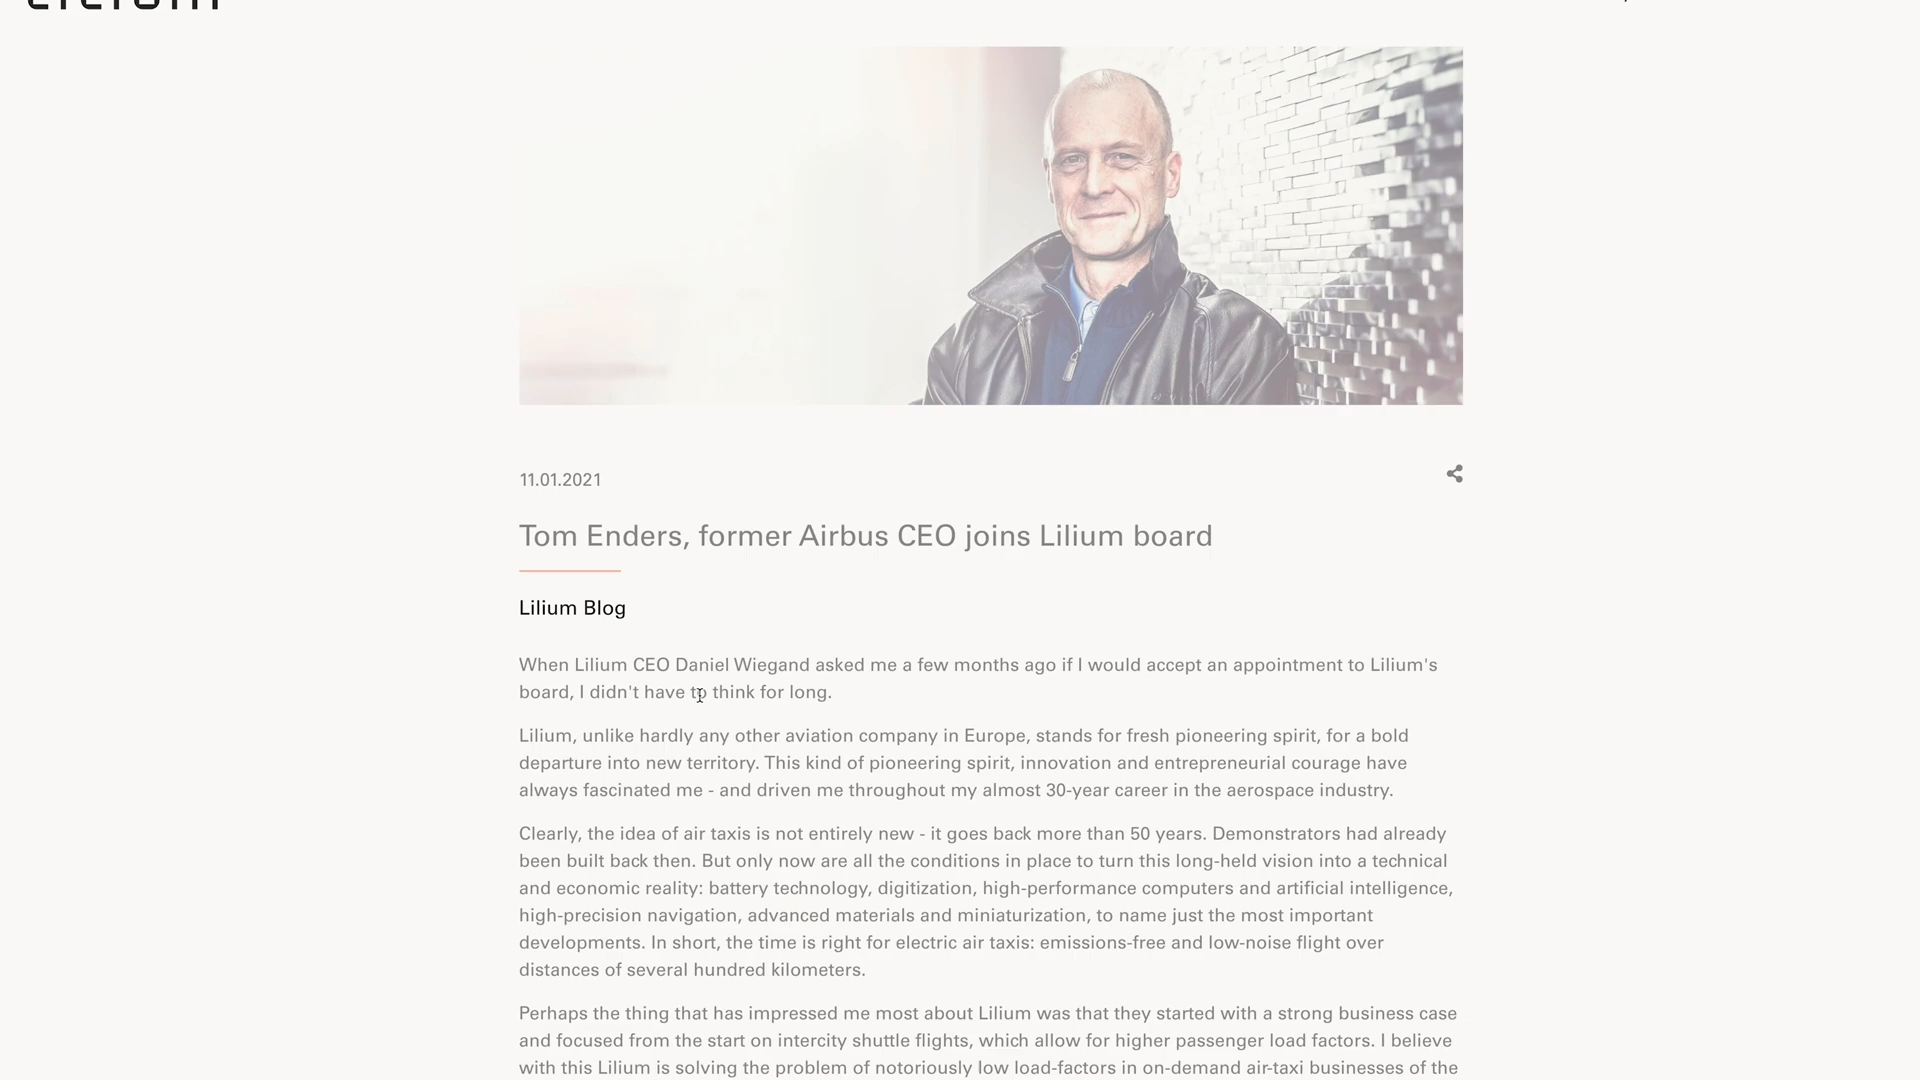 11.01.2021
Tom Enders, former Airbus CEO joins Lilium board
Lilium Blog
When Lilium CEO Daniel Wiegand asked me a few months ago if I would accept an appointment to Lilium's
board, I didn't have to think for long.
Lilium, unlike hardly any other aviation company in Europe, stands for fresh pioneering spirit, for a bold
departure into new territory. This kind of pioneering spirit, innovation and entrepreneurial courage have
always fascinated me - and driven me throughout my almost 30-year career in the aerospace industry.
Clearly, the idea of air taxis is not entirely new - it goes back more than 50 years. Demonstrators had already
been built back then. But only now are all the conditions in place to turn this long-held vision into a technical
and economic reality: battery technology, digitization, high-performance computers and artificial intelligence,
high-precision navigation, advanced materials and miniaturization, to name just the most important
developments. In short, the time is right for electric air taxis: emissions-free and low-noise flight over
distances of several hundred kilometers.
Perhaps the thing that has impressed me most about Lilium was that they started with a strong business case
and focused from the start on intercity shuttle flights, which allow for higher passenger load factors. I believe
with this Lilium is solving the problem of notoriously low load-factors in on-demand air-taxi businesses of the